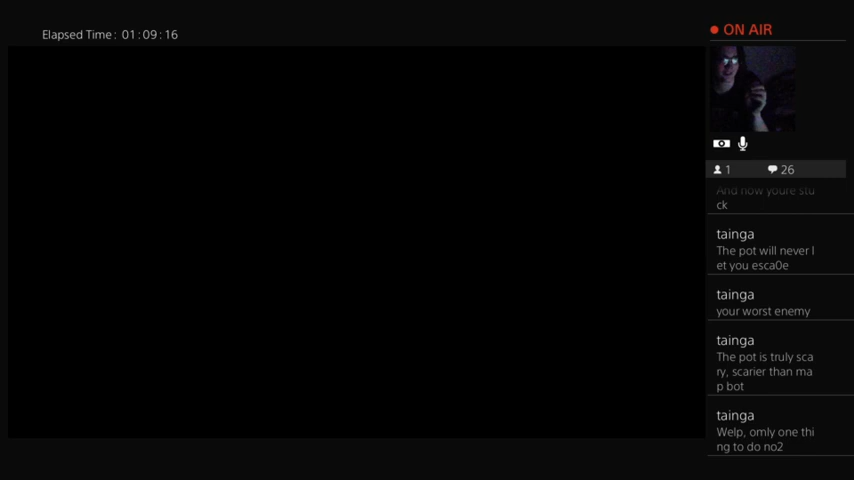 Elapsed Time: 01:09:16
ON AIR
1 26
And now youre stu
ck
tainga
The pot will never l
et you esca0e
tainga
your worst enemy
tainga
The pot is truly sca
ry, scarier than ma
p bot
tainga
Welp, omly one thi
ng to do no2